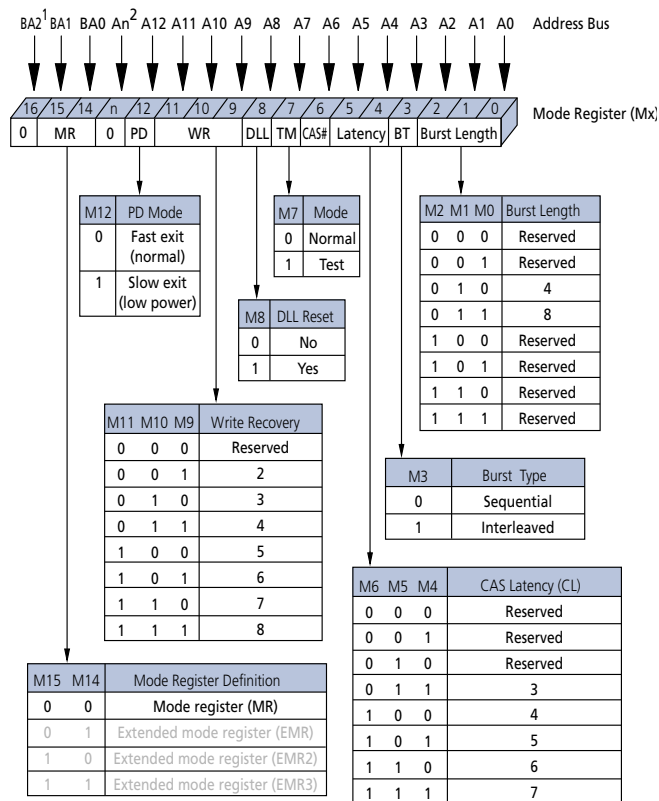 BA2¹ BA1 BA0 An² A12 A11 A10 A9 A8 A7 A6 A5 A4 A3 A2 A1 A0 Address Bus
16 15 14 n 12 11 10 9 8 7 6 5 4 3 2 1 0 Mode Register (Mx)
0 MR 0 PD WR DLL TM CAS# Latency BT Burst Length
M12 PD Mode
0 Fast exit
(normal)
1 Slow exit
(low power)
M7 Mode
0 Normal
1 Test
M2 M1 M0 Burst Length
0 0 0 Reserved
0 0 1 Reserved
0 1 0 4
0 1 1 8
1 0 0 Reserved
1 0 1 Reserved
1 1 0 Reserved
1 1 1 Reserved
M8 DLL Reset
0 No
1 Yes
M11 M10 M9 Write Recovery
0 0 0 Reserved
0 0 1 2
0 1 0 3
0 1 1 4
1 0 0 5
1 0 1 6
1 1 0 7
1 1 1 8
M3 Burst Type
0 Sequential
1 Interleaved
M6 M5 M4 CAS Latency (CL)
0 0 0 Reserved
0 0 1 Reserved
0 1 0 Reserved
0 1 1 3
1 0 0 4
1 0 1 5
1 1 0 6
1 1 1 7
M15 M14 Mode Register Definition
0 0 Mode register (MR)
0 1 Extended mode register (EMR)
1 0 Extended mode register (EMR2)
1 1 Extended mode register (EMR3)